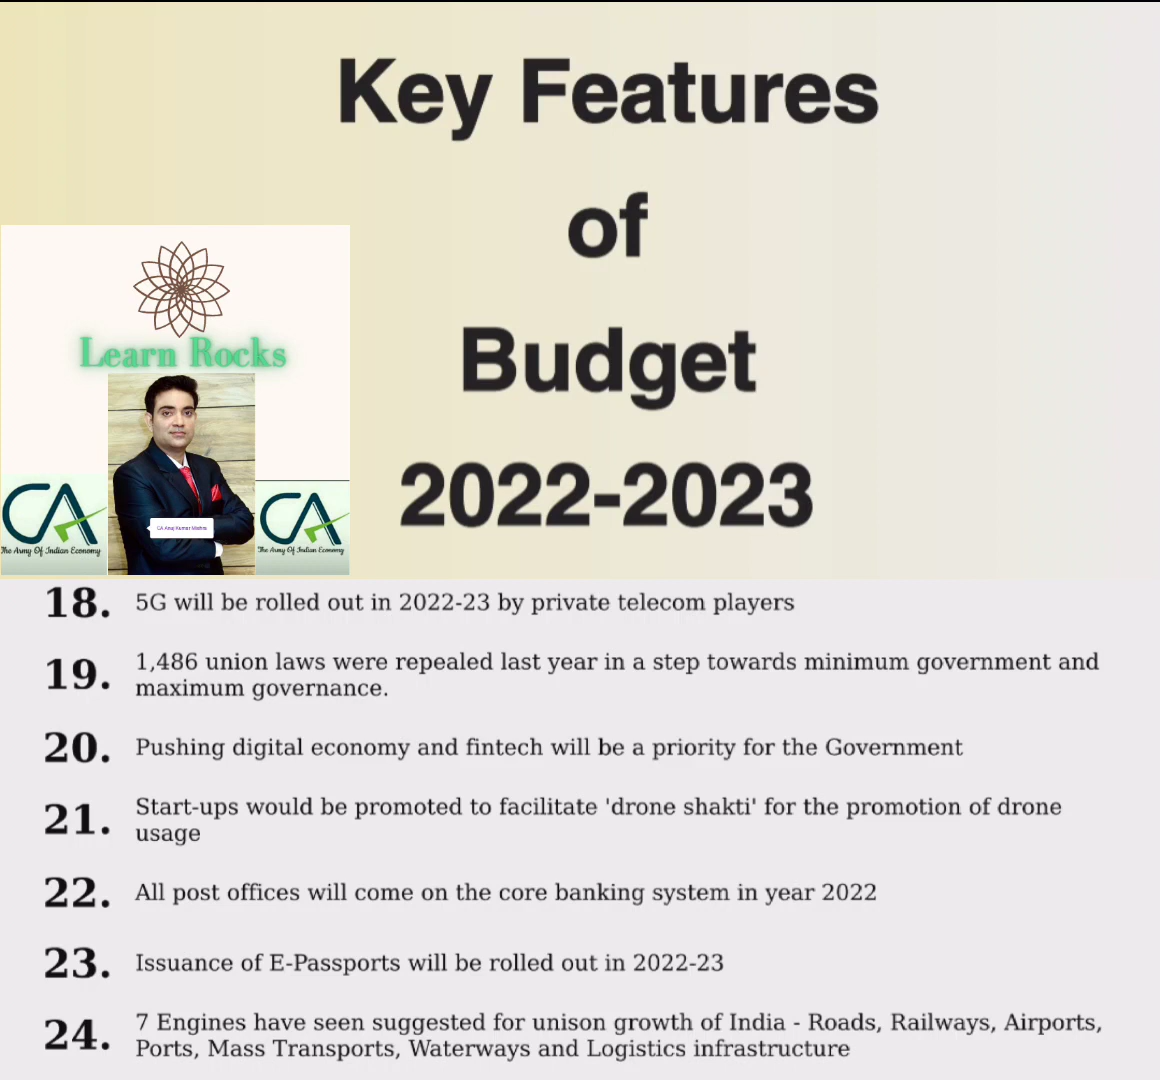 Key Features
of
Budget
2022-2023
Learn Rocks
CA
The Army Of Indian Economy
CA Anuj Kumar Mishra
CA
The Army Of Indian Economy
18. 5G will be rolled out in 2022-23 by private telecom players
19. 1,486 union laws were repealed last year in a step towards minimum government and
maximum governance.
20. Pushing digital economy and fintech will be a priority for the Government
21. Start-ups would be promoted to facilitate 'drone shakti' for the promotion of drone
usage
22. All post offices will come on the core banking system in year 2022
23. Issuance of E-Passports will be rolled out in 2022-23
24. 7 Engines have seen suggested for unison growth of India - Roads, Railways, Airports,
Ports, Mass Transports, Waterways and Logistics infrastructure